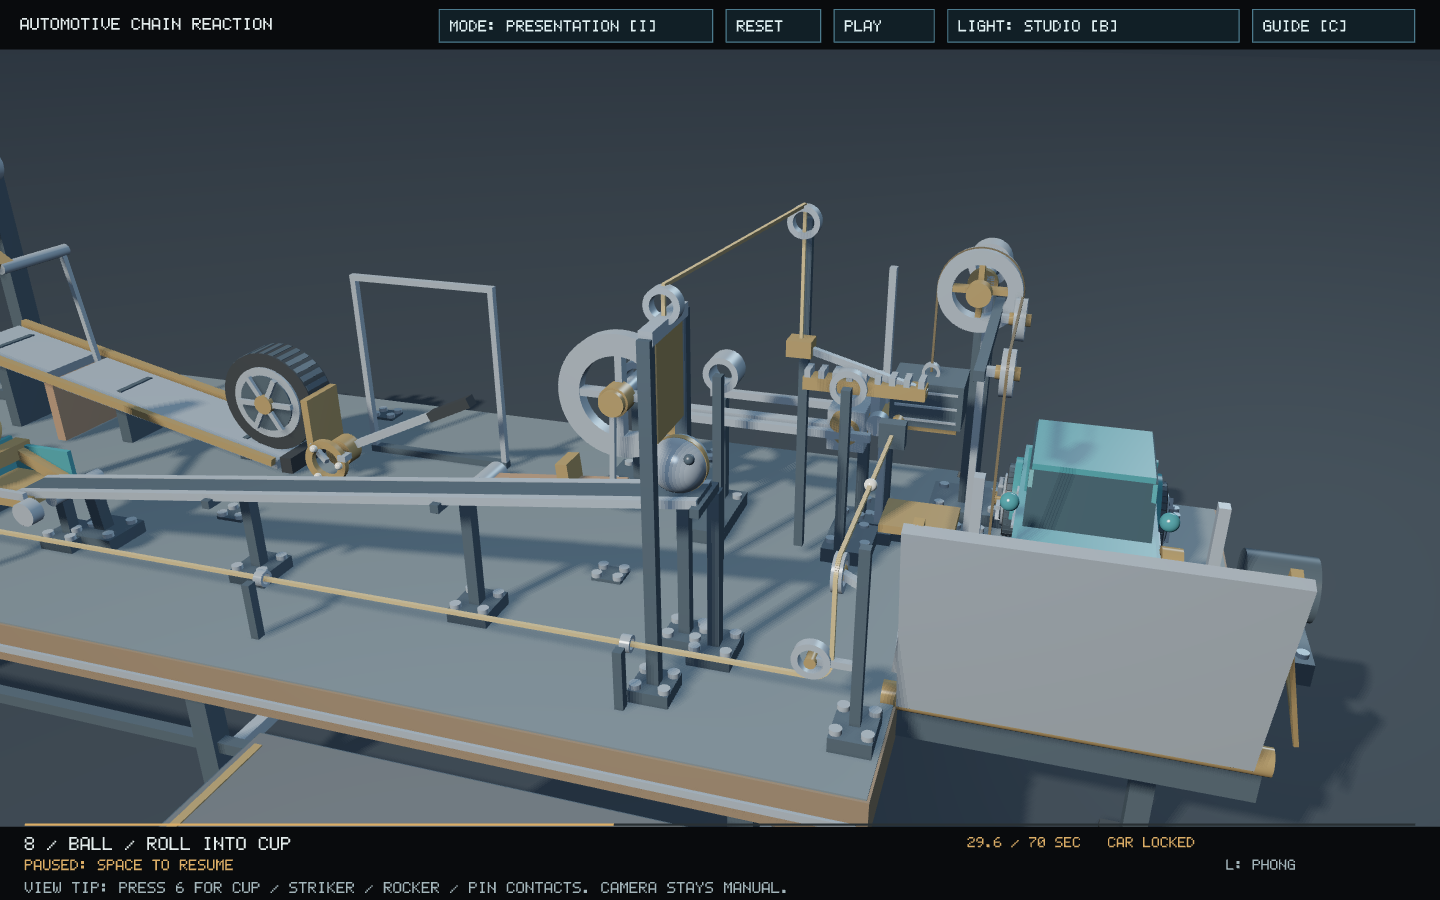 AUTOMOTIVE CHAIN REACTION
MODE: PRESENTATION [I]
RESET
PLAY
LIGHT: STUDIO [B]
GUIDE [C]
8 / BALL / ROLL INTO CUP
29.6 / 70 SEC
CAR LOCKED
PAUSED: SPACE TO RESUME
L: PHONG
VIEW TIP: PRESS 6 FOR CUP / STRIKER / ROCKER / PIN CONTACTS. CAMERA STAYS MANUAL.